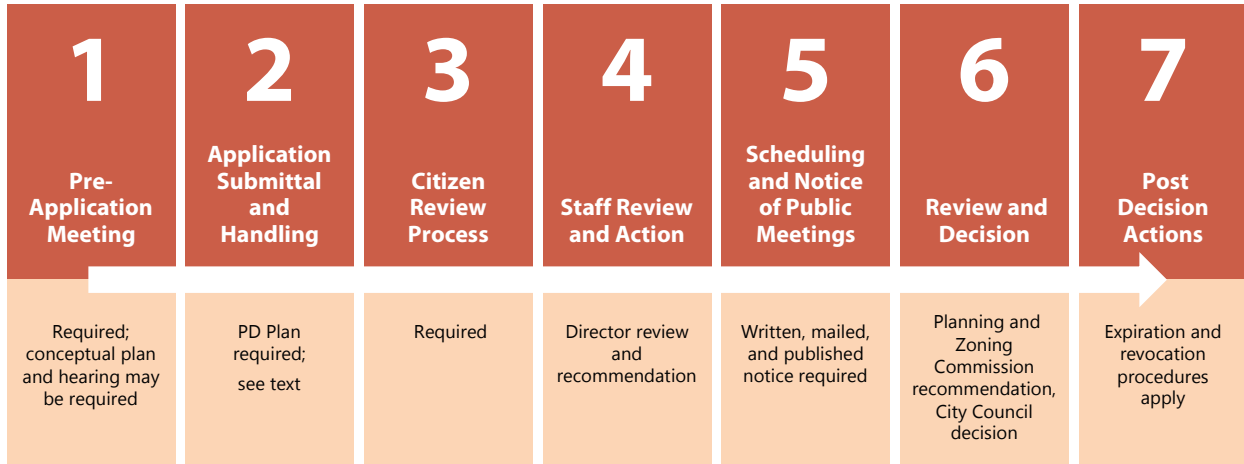 1
Pre-
Application
Meeting
Required;
conceptual plan
and hearing may
be required
2
Application
Submittal
and
Handling
PD Plan
required;
see text
3
Citizen
Review
Process
Required
4
Staff Review
and Action
Director review
and
recommendation
5
Scheduling
and Notice
of Public
Meetings
Written, mailed,
and published
notice required
6
Review and
Decision
Planning and
Zoning
Commission
recommendation,
City Council
decision
7
Post
Decision
Actions
Expiration and
revocation
procedures
apply